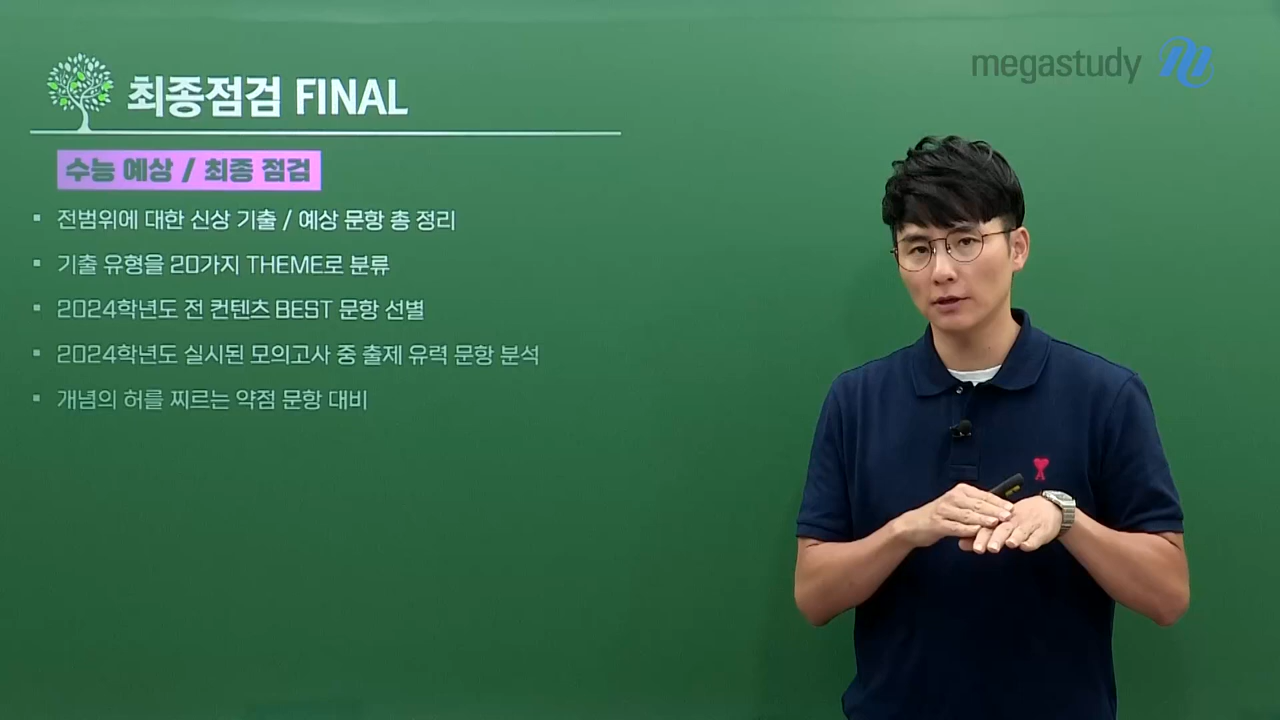 최종점검 FINAL
megastudy
수능 예상 / 최종 점검
▪ 전범위에 대한 신상 기출 / 예상 문항 총 정리
▪ 기출 유형을 20가지 THEME로 분류
▪ 2024학년도 전 컨텐츠 BEST 문항 선별
▪ 2024학년도 실시된 모의고사 중 출제 유력 문항 분석
▪ 개념의 허를 찌르는 약점 문항 대비